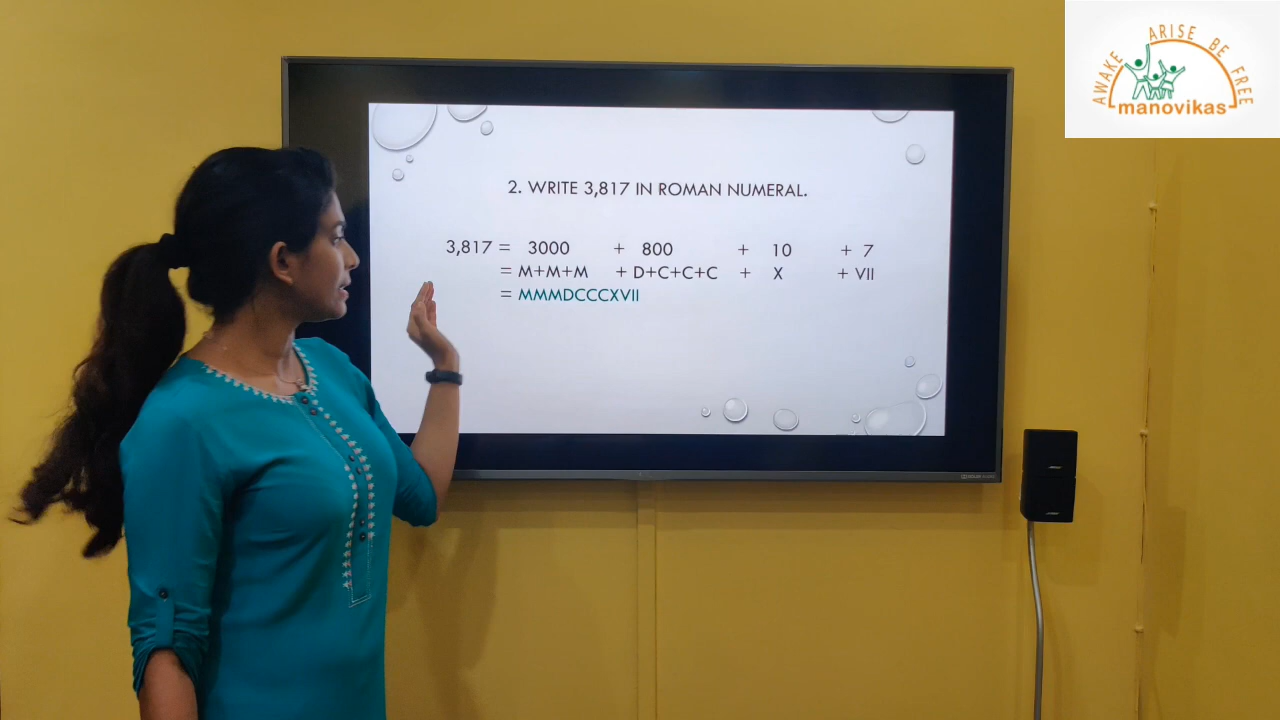 AWAKE ARISE BE FREE
manovikas
2. WRITE 3,817 IN ROMAN NUMERAL.
3,817 = 3000 + 800 + 10 + 7
= M+M+M + D+C+C+C + X + VII
= MMMDCCCXVII